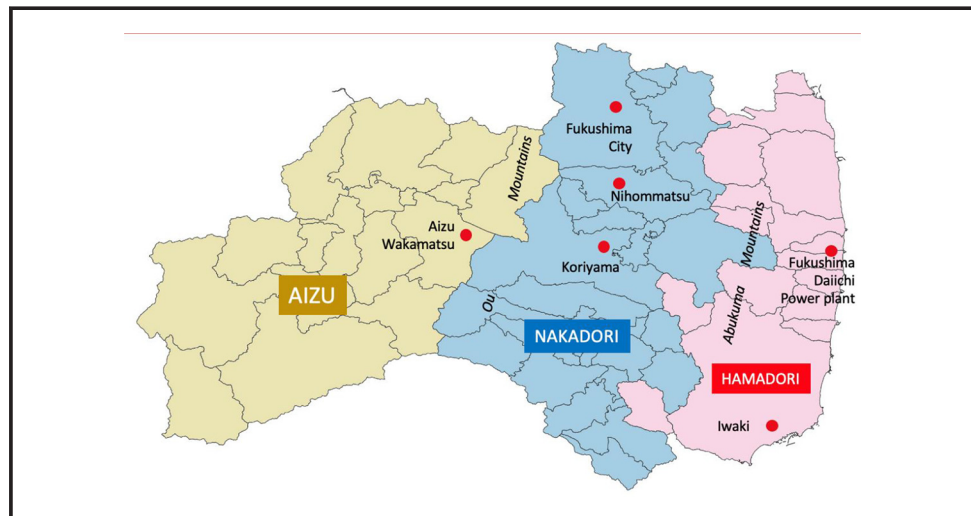 Fukushima
City
Mountains
Nihommatsu
Aizu
Wakamatsu
Koriyama
Mountains
Fukushima
Daiichi
Power plant
AIZU
Ou
Abukuma
NAKADORI
HAMADORI
Iwaki